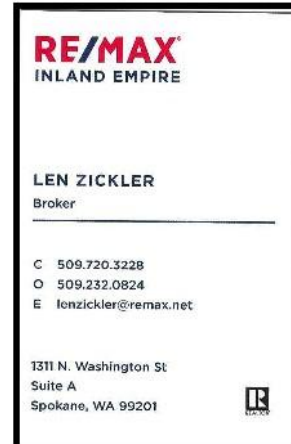 RE/MAX®
INLAND EMPIRE
LEN ZICKLER
Broker
C 509.720.3228
O 509.232.0824
E lenzickler@remax.net
1311 N. Washington St
Suite A
Spokane, WA 99201
R
REALTOR